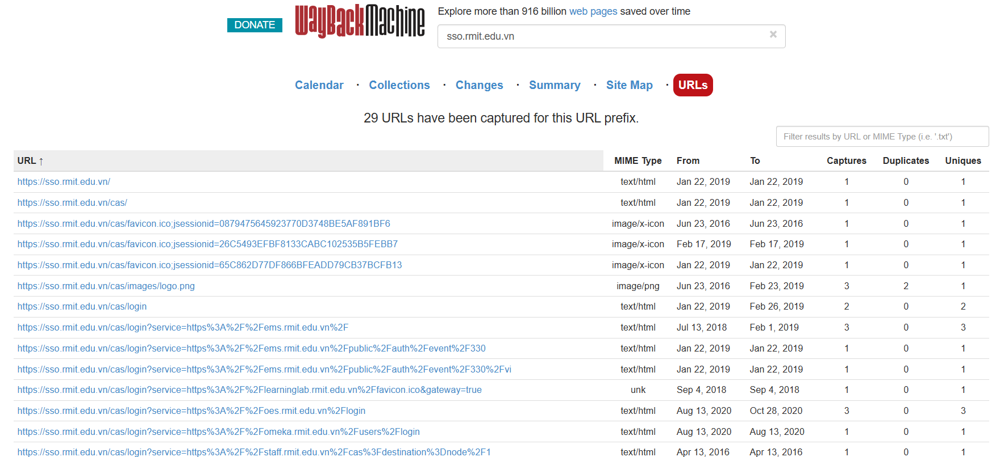 DONATE
WayBackMachine
Explore more than 916 billion web pages saved over time
sso.rmit.edu.vn ×
Calendar · Collections · Changes · Summary · Site Map · URLs
29 URLs have been captured for this URL prefix.
Filter results by URL or MIME Type (i.e. '.txt')
URL ↑ MIME Type From To Captures Duplicates Uniques
https://sso.rmit.edu.vn/ text/html Jan 22, 2019 Jan 22, 2019 1 0 1
https://sso.rmit.edu.vn/cas/ text/html Jan 22, 2019 Jan 22, 2019 1 0 1
https://sso.rmit.edu.vn/cas/favicon.ico;jsessionid=0879475645923770D3748BE5AF891BF6 image/x-icon Jun 23, 2016 Jun 23, 2016 1 0 1
https://sso.rmit.edu.vn/cas/favicon.ico;jsessionid=26C5493EFBF8133CABC102535B5FEBB7 image/x-icon Feb 17, 2019 Feb 17, 2019 1 0 1
https://sso.rmit.edu.vn/cas/favicon.ico;jsessionid=65C862D77DF866BFEADD79CB37BCFB13 image/x-icon Jan 22, 2019 Jan 22, 2019 1 0 1
https://sso.rmit.edu.vn/cas/images/logo.png image/png Jun 23, 2016 Feb 23, 2019 3 2 1
https://sso.rmit.edu.vn/cas/login text/html Jan 22, 2019 Feb 26, 2019 2 0 2
https://sso.rmit.edu.vn/cas/login?service=https%3A%2F%2Fems.rmit.edu.vn%2F text/html Jul 13, 2018 Feb 1, 2019 3 0 3
https://sso.rmit.edu.vn/cas/login?service=https%3A%2F%2Fems.rmit.edu.vn%2Fpublic%2Fauth%2Fevent%2F330 text/html Jan 22, 2019 Jan 22, 2019 1 0 1
https://sso.rmit.edu.vn/cas/login?service=https%3A%2F%2Fems.rmit.edu.vn%2Fpublic%2Fauth%2Fevent%2F330%2Fvi text/html Jan 22, 2019 Jan 22, 2019 1 0 1
https://sso.rmit.edu.vn/cas/login?service=https%3A%2F%2Flearninglab.rmit.edu.vn%2Ffavicon.ico&gateway=true unk Sep 4, 2018 Sep 4, 2018 1 0 1
https://sso.rmit.edu.vn/cas/login?service=https%3A%2F%2Foes.rmit.edu.vn%2Flogin text/html Aug 13, 2020 Oct 28, 2020 3 0 3
https://sso.rmit.edu.vn/cas/login?service=https%3A%2F%2Fomeka.rmit.edu.vn%2Fusers%2Flogin text/html Aug 13, 2020 Aug 13, 2020 1 0 1
https://sso.rmit.edu.vn/cas/login?service=https%3A%2F%2Fstaff.rmit.edu.vn%2Fcas%3Fdestination%3Dnode%2F1 text/html Apr 13, 2016 Apr 13, 2016 1 0 1